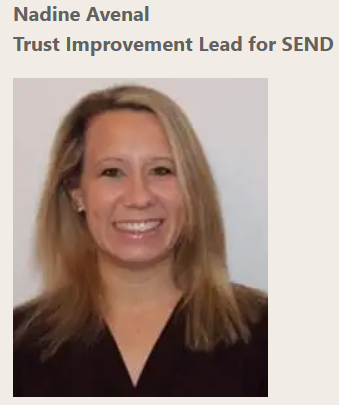 Nadine Avenal
Trust Improvement Lead for SEND